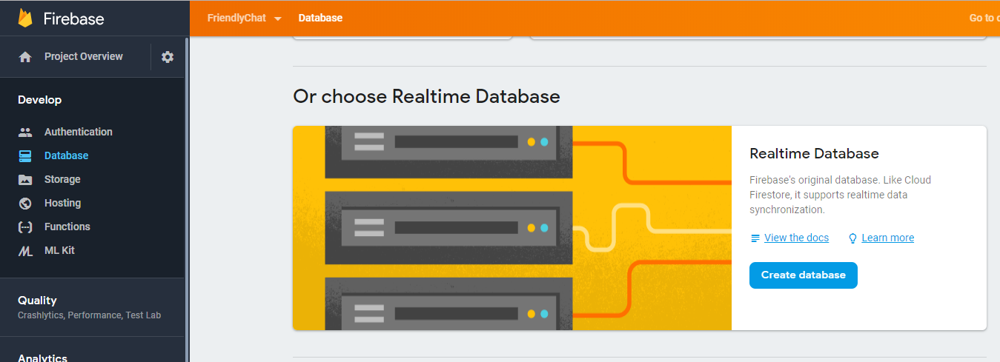 Firebase
FriendlyChat
Database
Go to
Project Overview
Or choose Realtime Database
Develop
Authentication
Database
Storage
Hosting
Functions
ML Kit
Realtime Database
Firebase's original database. Like Cloud
Firestore, it supports realtime data
synchronization.
View the docs
Learn more
Create database
Quality
Crashlytics, Performance, Test Lab
Analytics